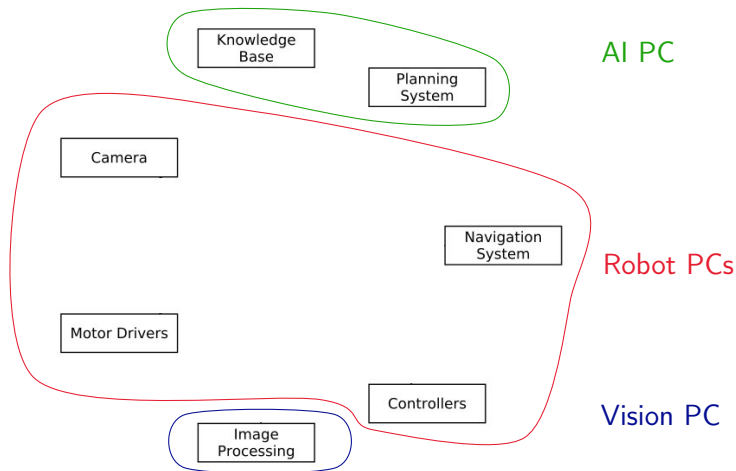 Knowledge
Base
AI PC
Planning
System
Camera
Navigation
System
Robot PCs
Motor Drivers
Controllers
Vision PC
Image
Processing